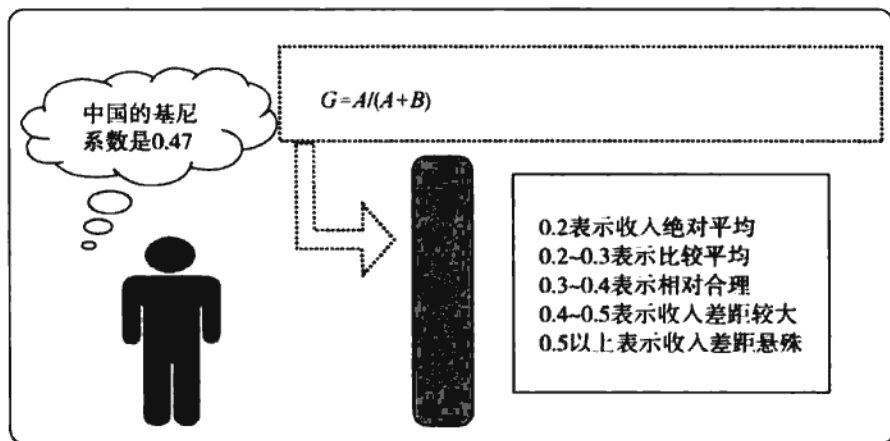 中国的基尼
系数是0.47
G=A/(A+B)
0.2表示收入绝对平均
0.2~0.3表示比较平均
0.3~0.4表示相对合理
0.4~0.5表示收入差距较大
0.5以上表示收入差距悬殊